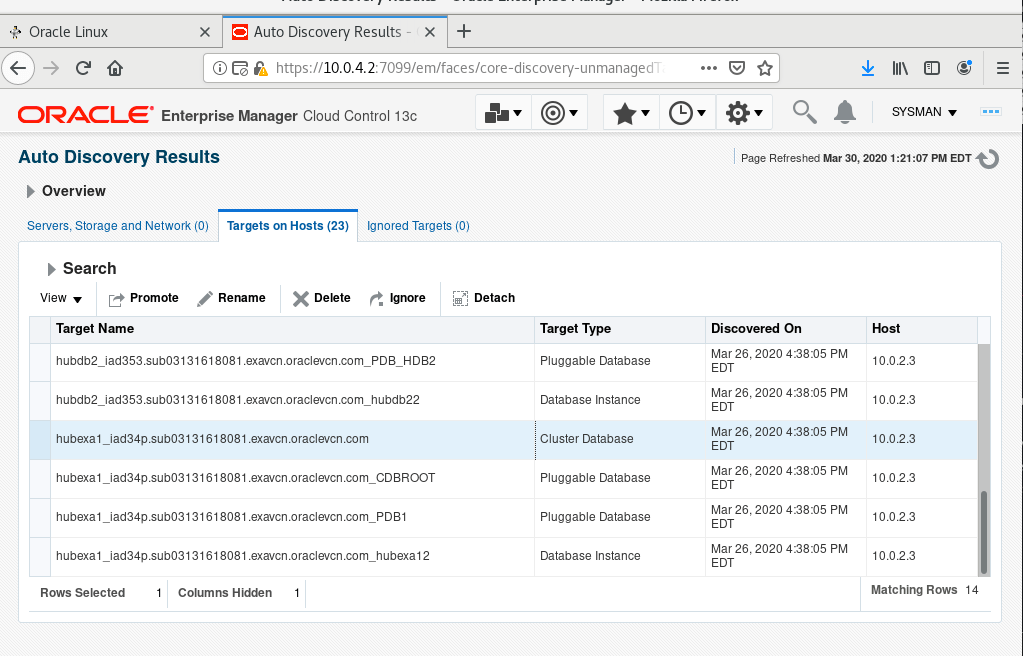 Auto Discovery Results - Oracle Enterprise Manager - Mozilla Firefox
Oracle Linux
Auto Discovery Results -
https://10.0.4.2:7099/em/faces/core-discovery-unmanagedT
ORACLE Enterprise Manager Cloud Control 13c
SYSMAN
Auto Discovery Results
Page Refreshed Mar 30, 2020 1:21:07 PM EDT
Overview
Servers, Storage and Network (0) Targets on Hosts (23) Ignored Targets (0)
Search
View Promote Rename Delete Ignore Detach
Target Name Target Type Discovered On Host
hubdb2_iad353.sub03131618081.exavcn.oraclevcn.com_PDB_HDB2 Pluggable Database Mar 26, 2020 4:38:05 PM EDT 10.0.2.3
hubdb2_iad353.sub03131618081.exavcn.oraclevcn.com_hubdb22 Database Instance Mar 26, 2020 4:38:05 PM EDT 10.0.2.3
hubexa1_iad34p.sub03131618081.exavcn.oraclevcn.com Cluster Database Mar 26, 2020 4:38:05 PM EDT 10.0.2.3
hubexa1_iad34p.sub03131618081.exavcn.oraclevcn.com_CDBROOT Pluggable Database Mar 26, 2020 4:38:05 PM EDT 10.0.2.3
hubexa1_iad34p.sub03131618081.exavcn.oraclevcn.com_PDB1 Pluggable Database Mar 26, 2020 4:38:05 PM EDT 10.0.2.3
hubexa1_iad34p.sub03131618081.exavcn.oraclevcn.com_hubexa12 Database Instance Mar 26, 2020 4:38:05 PM EDT 10.0.2.3
Rows Selected 1 Columns Hidden 1 Matching Rows 14